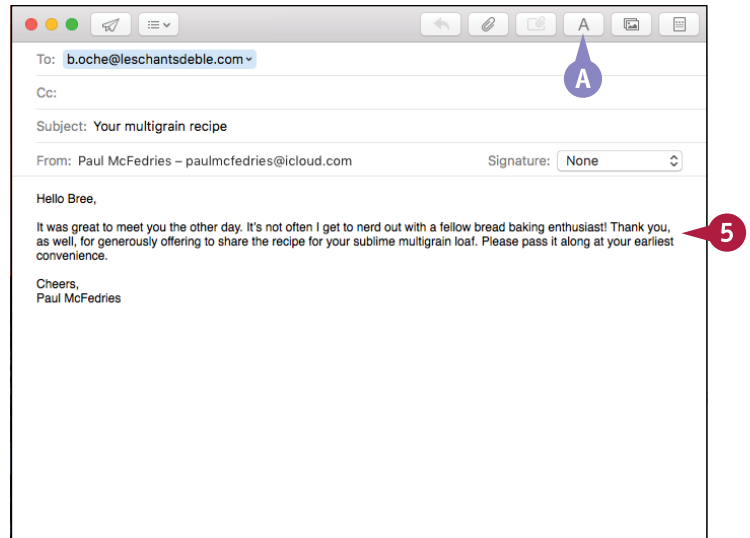 A
A
To: b.oche@leschantsdeble.com
Cc:
Subject: Your multigrain recipe
From: Paul McFedries – paulmcfedries@icloud.com Signature: None
Hello Bree,
It was great to meet you the other day. It's not often I get to nerd out with a fellow bread baking enthusiast! Thank you,
as well, for generously offering to share the recipe for your sublime multigrain loaf. Please pass it along at your earliest
convenience.
5
Cheers,
Paul McFedries